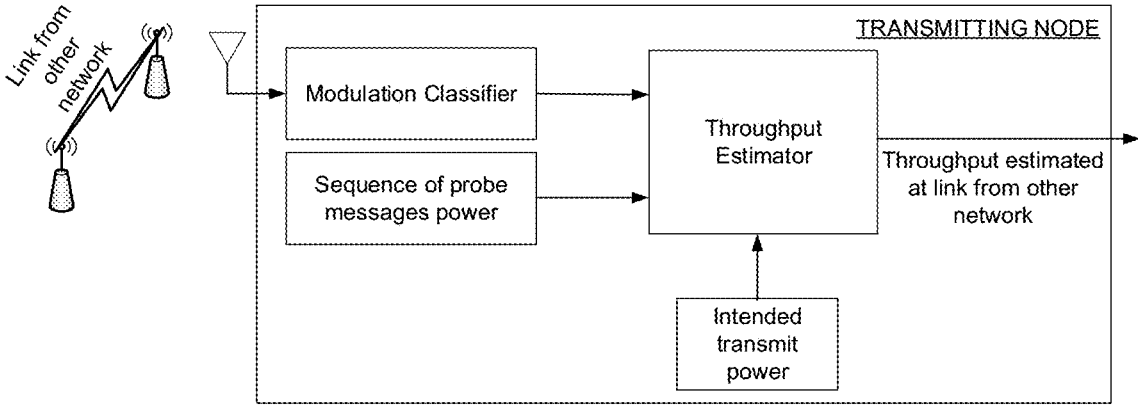 Link from
other
network
TRANSMITTING NODE
Modulation Classifier
Sequence of probe
messages power
Throughput
Estimator
Throughput estimated
at link from other
network
Intended
transmit
power